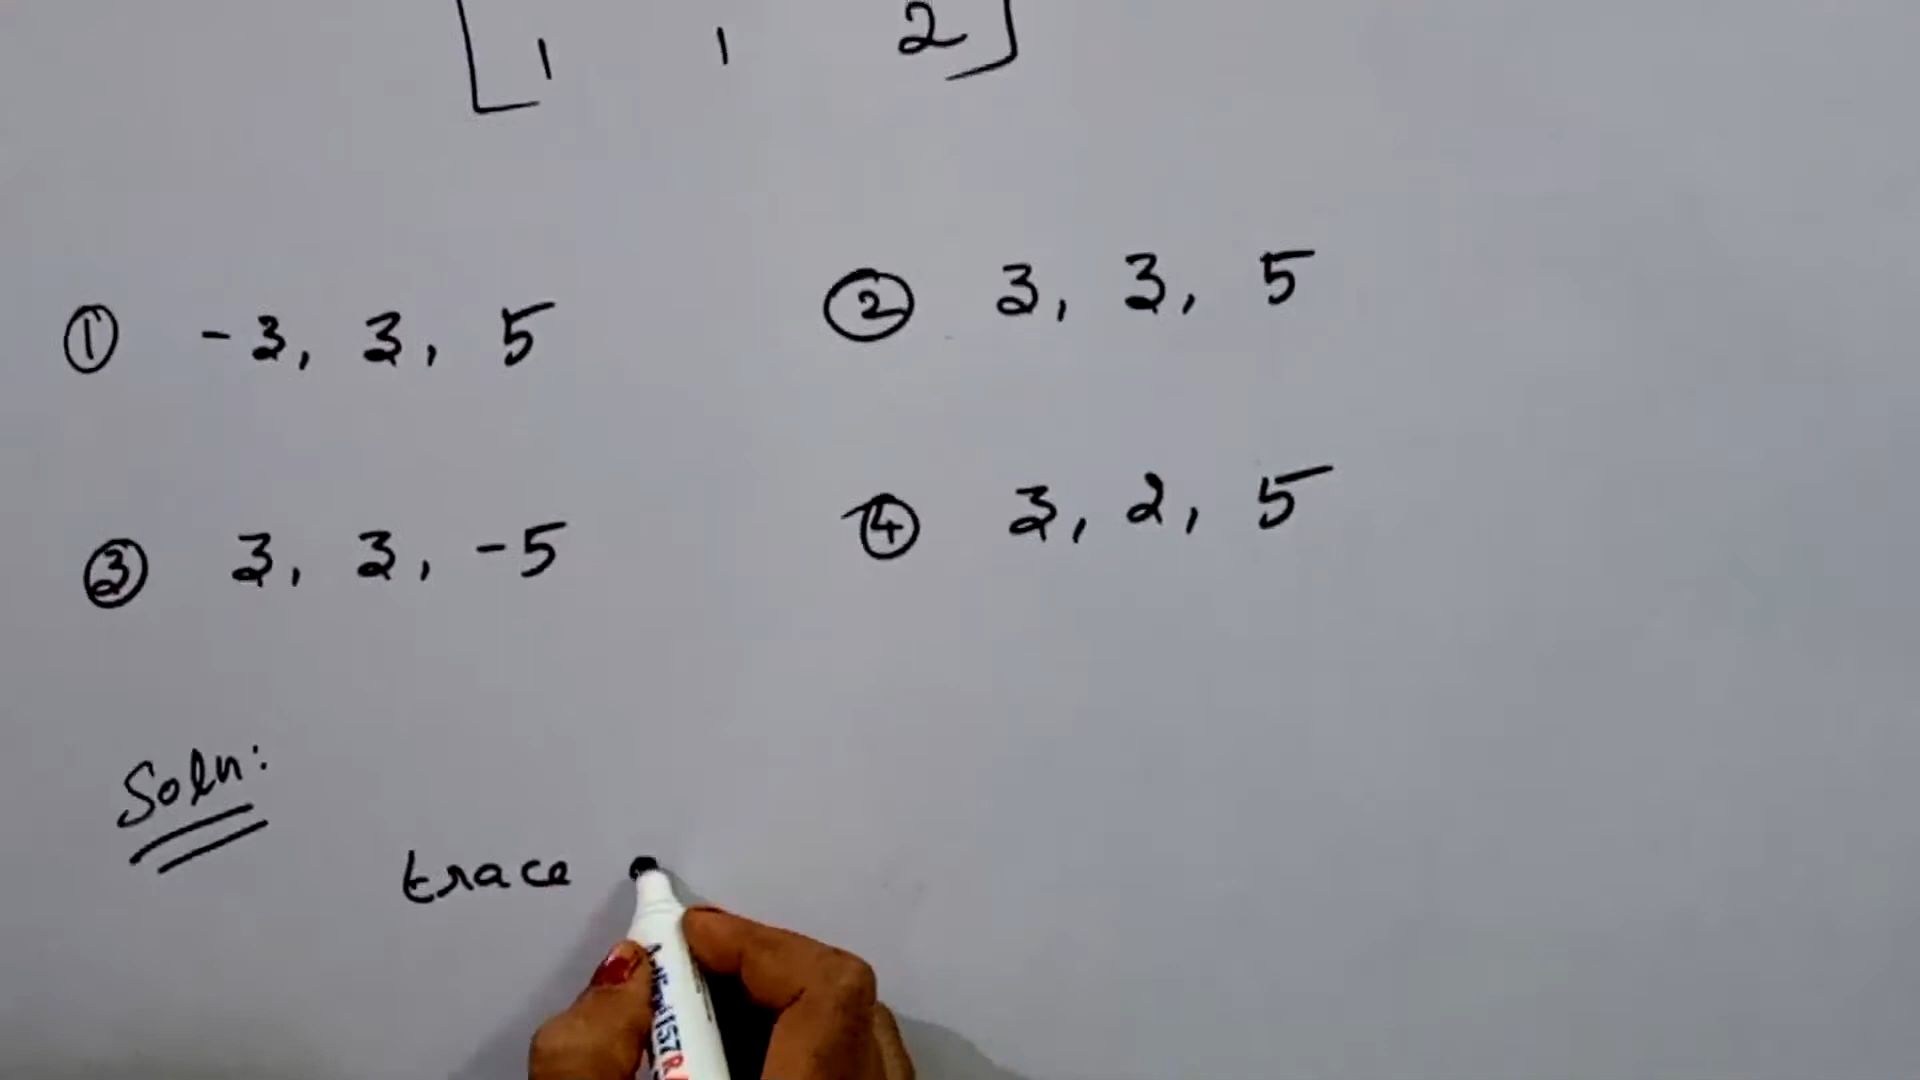 1 1 2
① -3, 3, 5
② 3, 3, 5
③ 3, 3, -5
④ 3, 2, 5
Soln:
trace